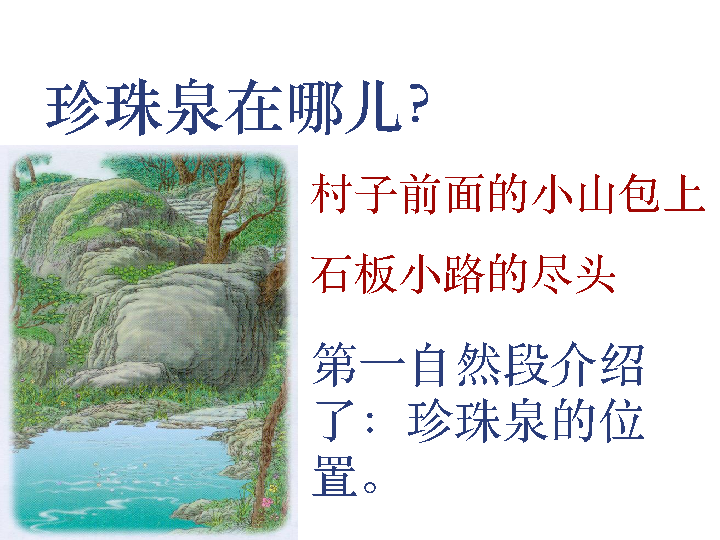 珍珠泉在哪儿?
村子前面的小山包上
石板小路的尽头
第一自然段介绍
了：珍珠泉的位
置。